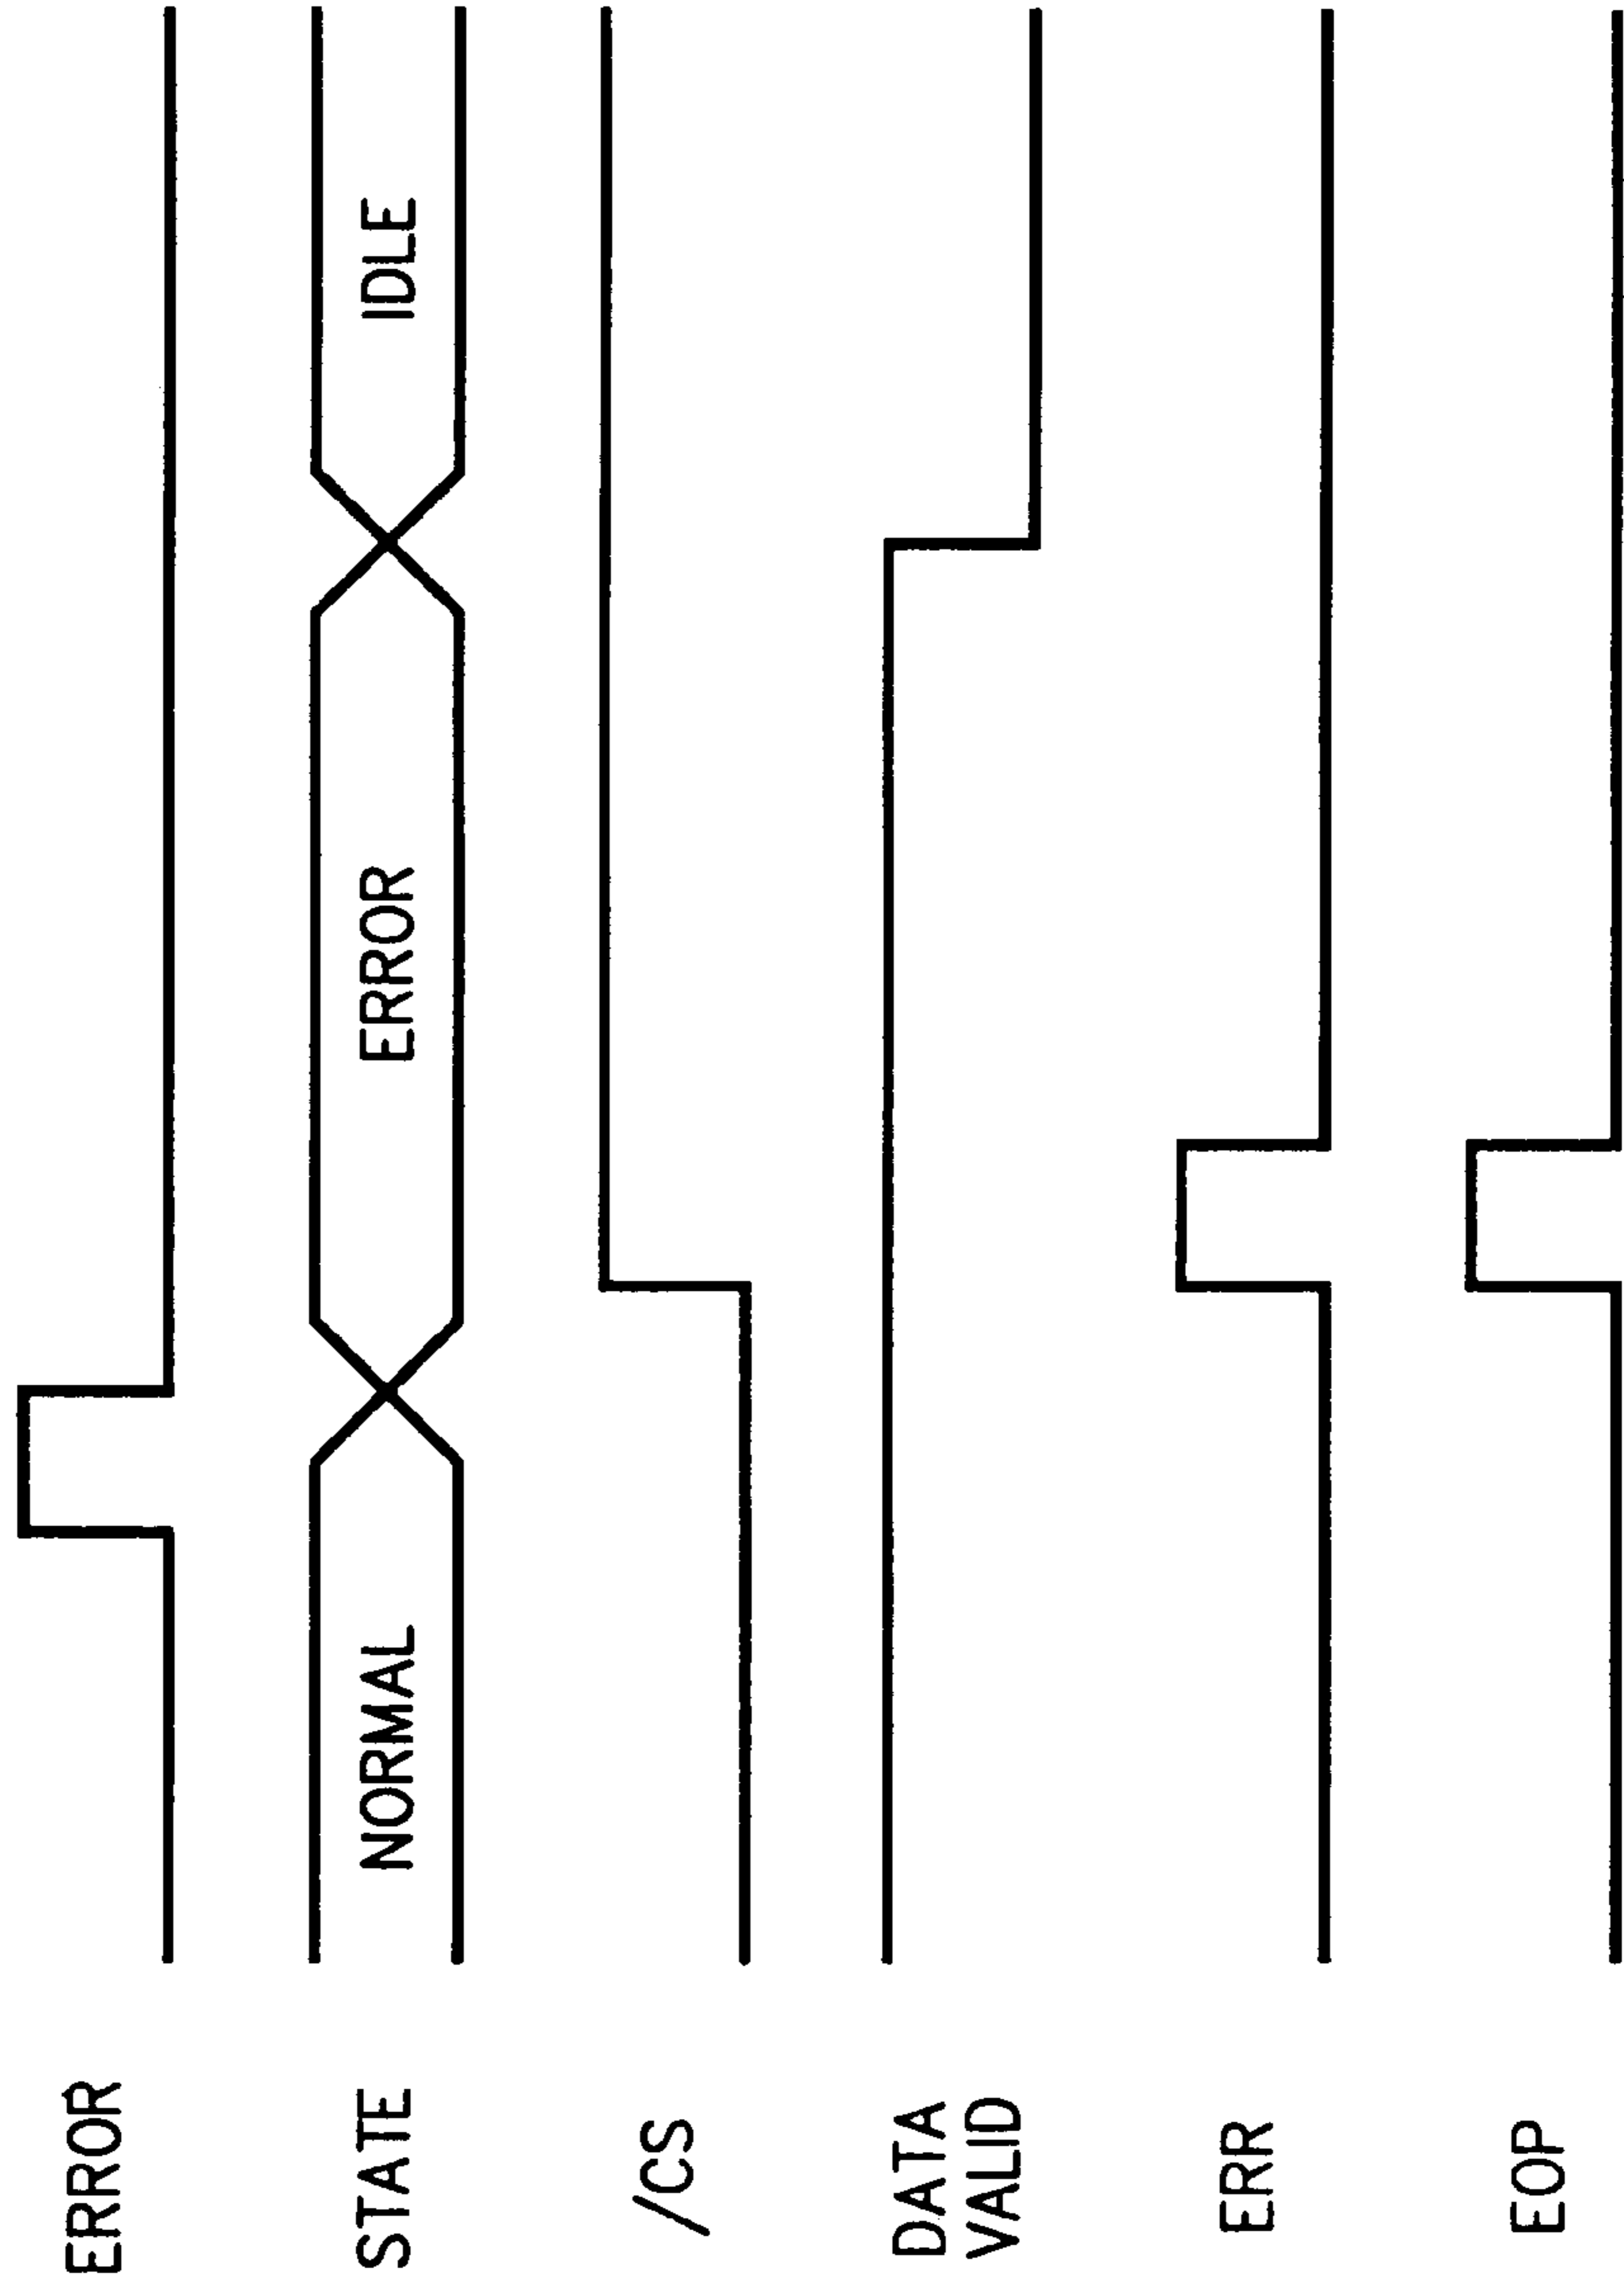 ERROR
STATE
NORMAL ERROR IDLE
/CS
DATA
VALID
ERR
EOP